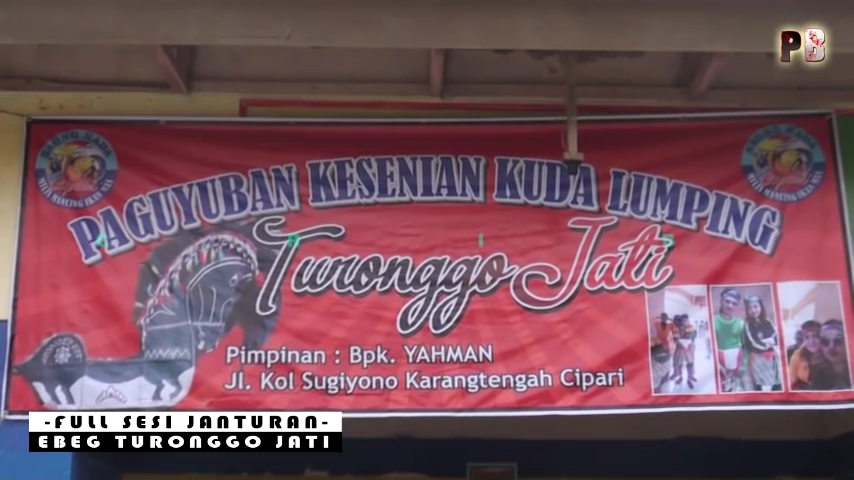 PB
PAGUYUBAN KESENIAN KUDA LUMPING
"Turonggo Jati"
Pimpinan : Bpk. YAHMAN
Jl. Kol Sugiyono Karangtengah Cipari
-FULL SESI JANTURAN-
EBEG TURONGGO JATI